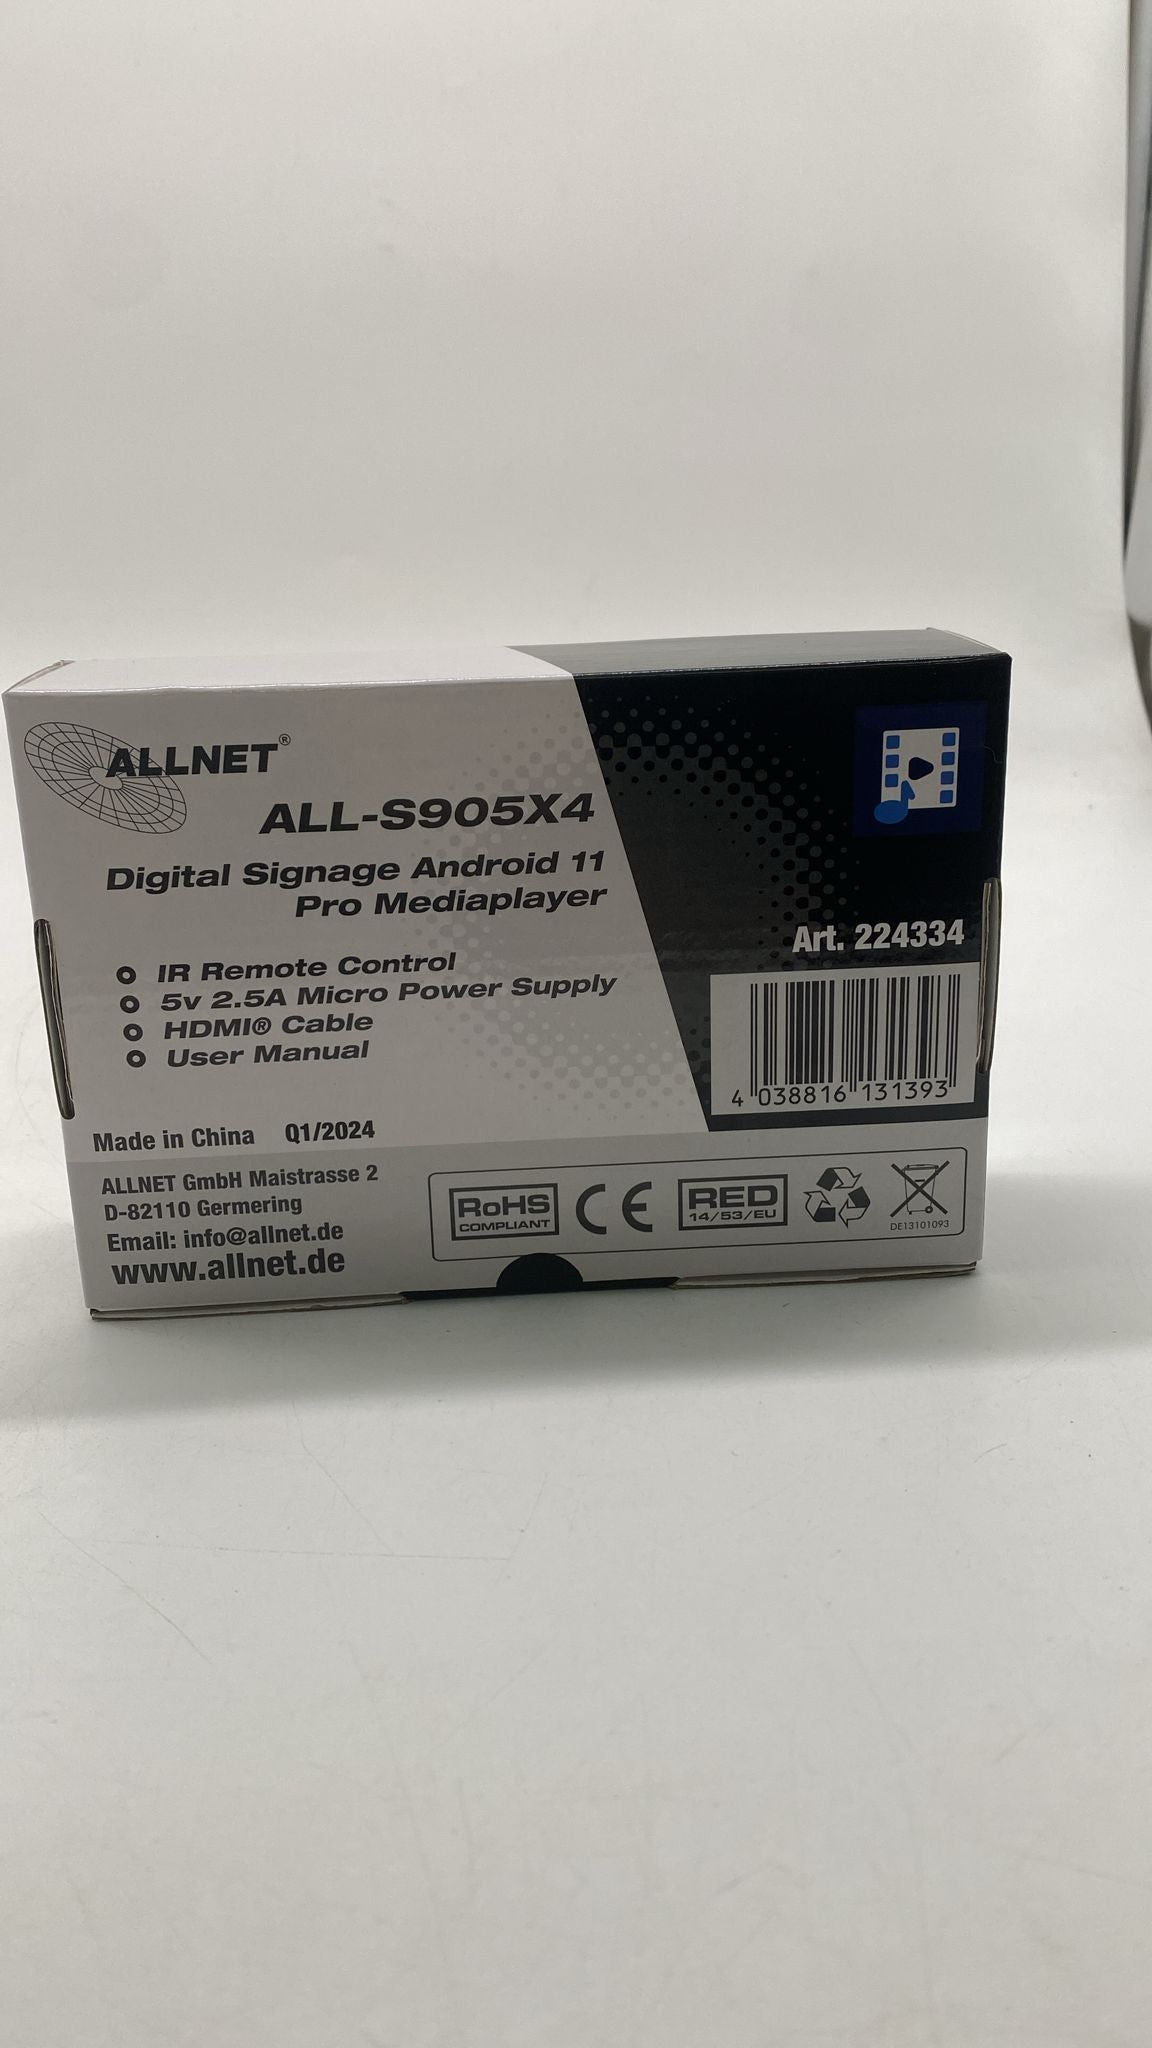 ALLNET®
ALL-S905X4
Digital Signage Android 11
Pro Mediaplayer
IR Remote Control
5v 2.5A Micro Power Supply
HDMI® Cable
User Manual
Art. 224334
4 038816 131393
Made in China Q1/2024
ALLNET GmbH Maistrasse 2
D-82110 Germering
Email: info@allnet.de
www.allnet.de
RoHS
COMPLIANT
CE
RED
14/53/EU
DE13101093